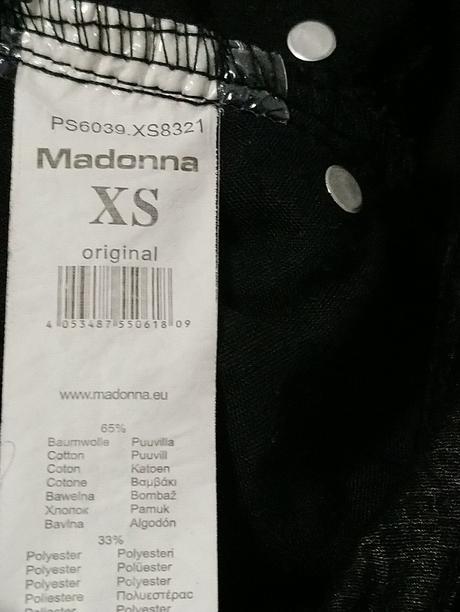 PS6039.XS8321
Madonna
XS
original
4 053487 550618 09
www.madonna.eu
65%
Baumwolle Puuvilla
Cotton Puuvill
Coton Katoen
Cotone Βαμβάκι
Bawełna Bombaž
Хлопок Pamuk
Bavlna Algodón
33%
Polyester Polyesteri
Polyester Polüester
Polyester Polyester
Poliestere Πολυεστέρας
Poliester Polyester